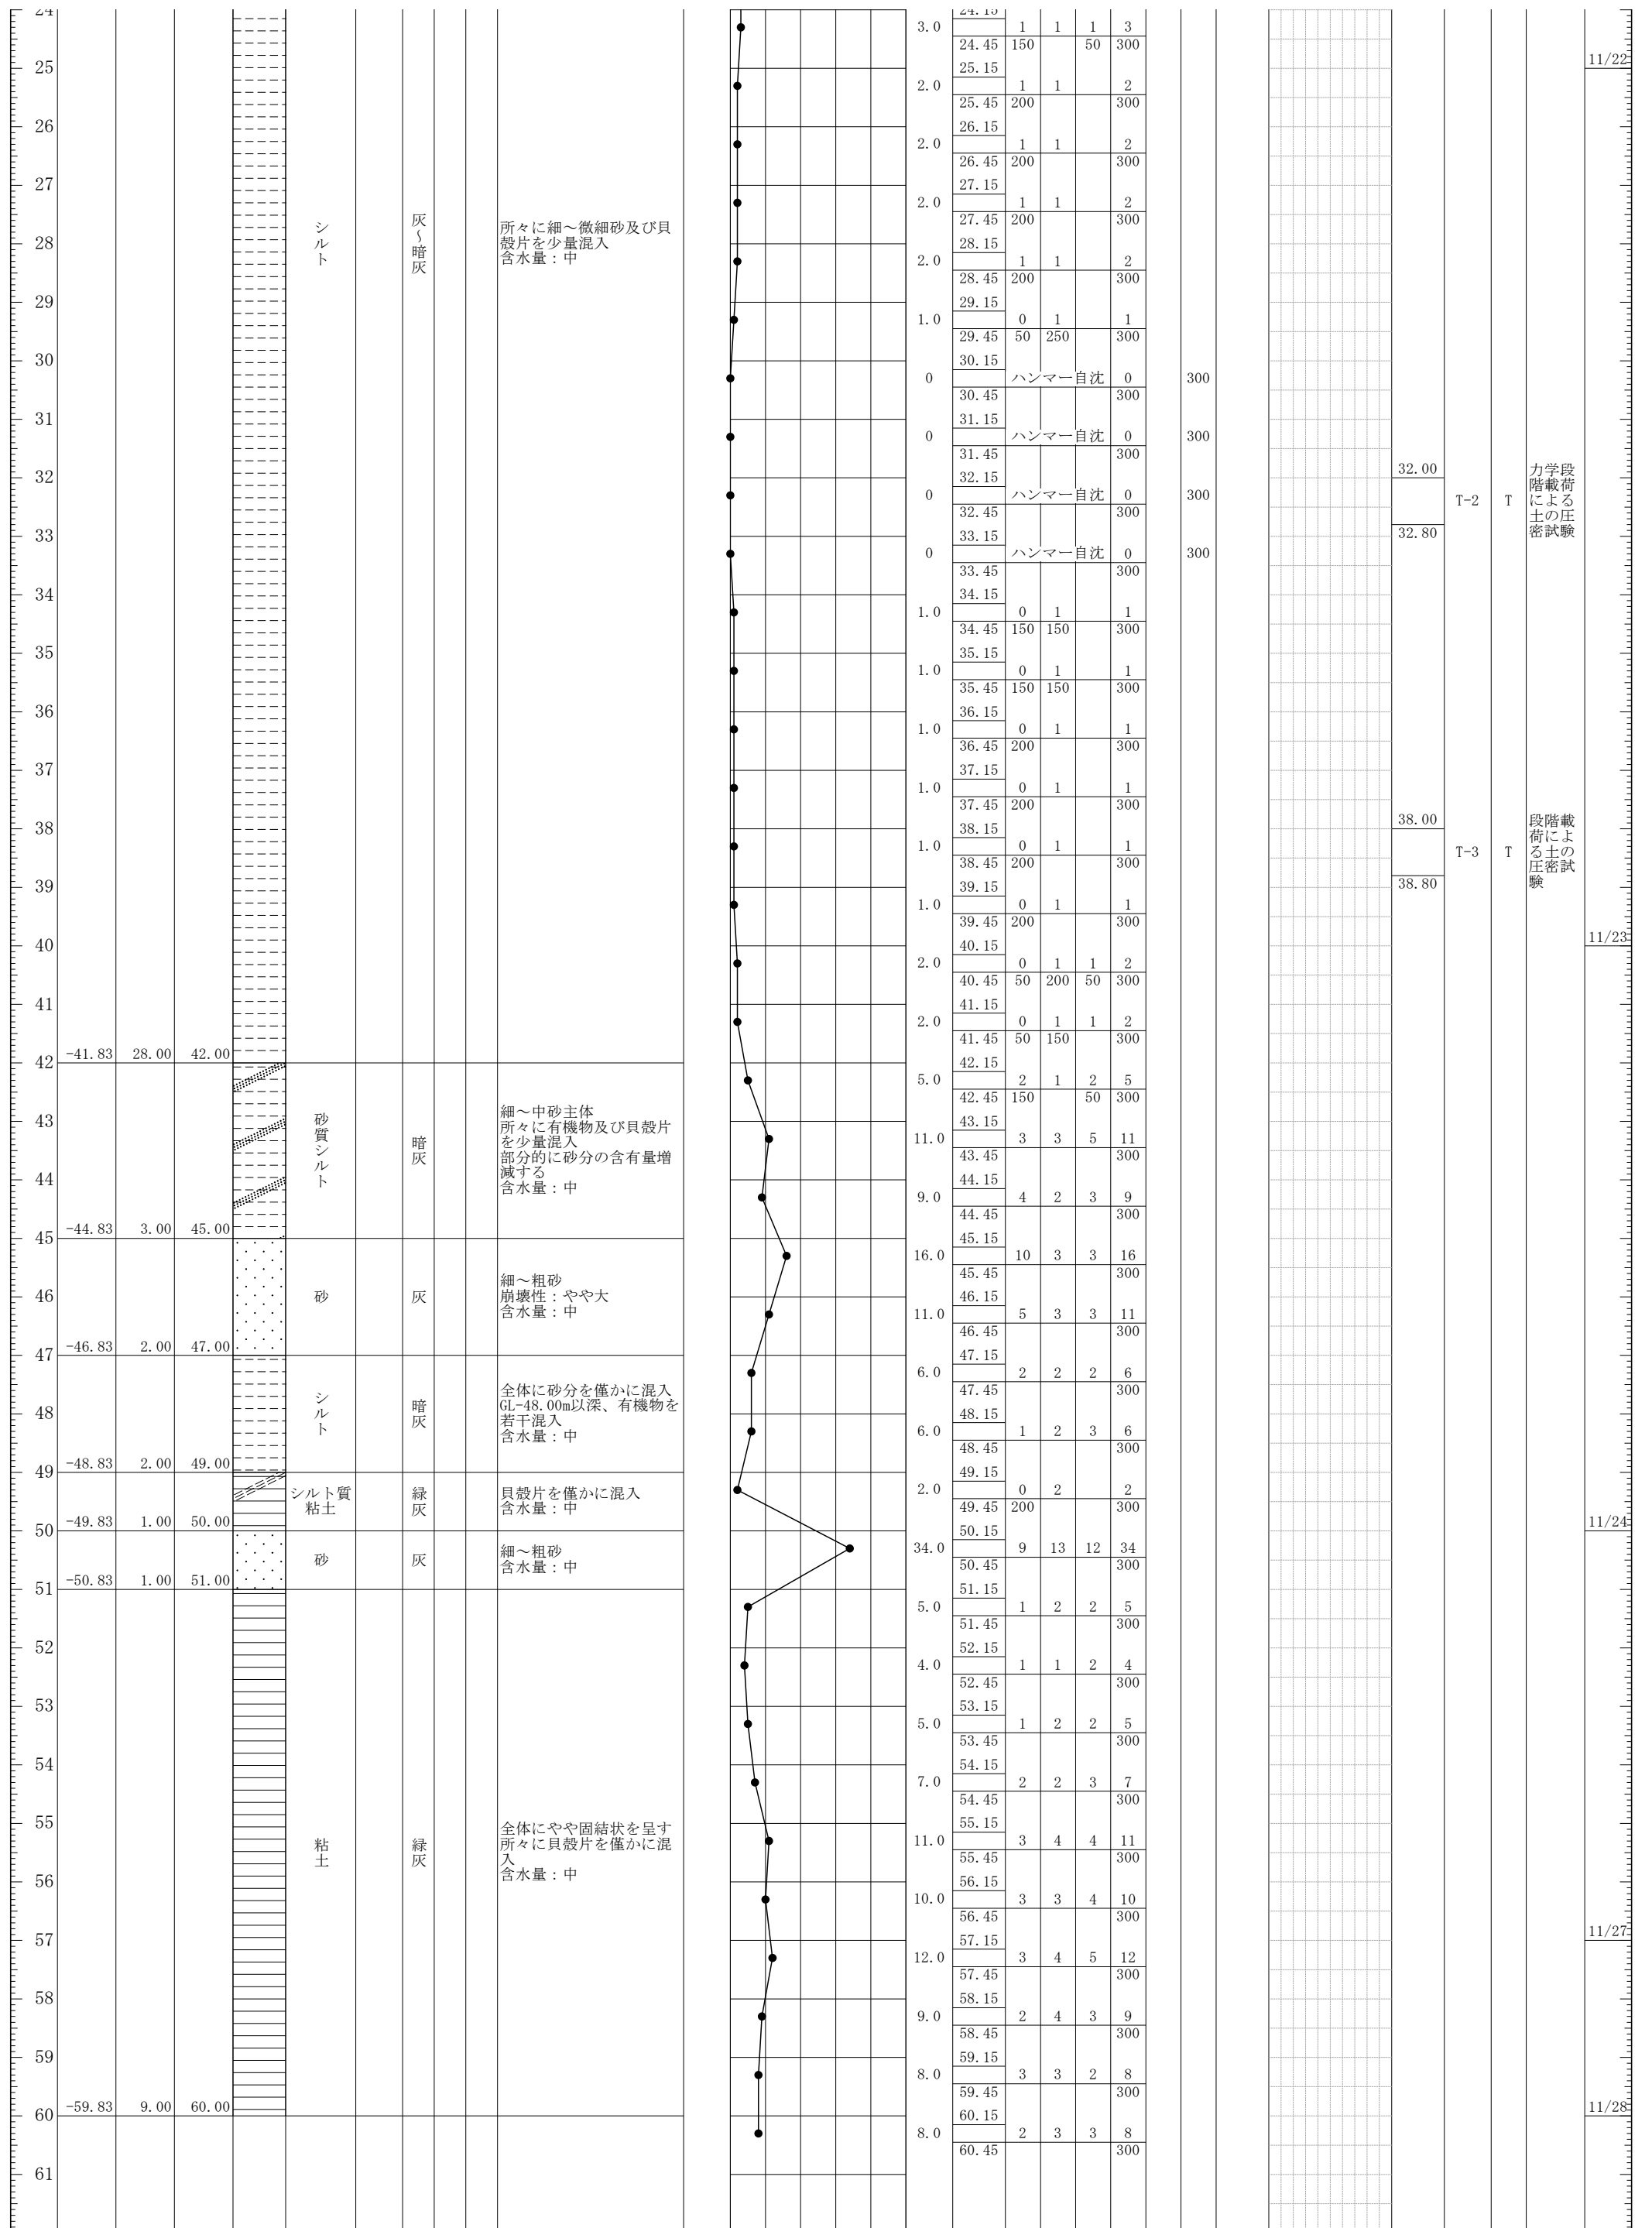 24
24.15
3.0 1 1 1 3
24.45 150 50 300
25 11/22
25.15
2.0 1 1 2
25.45 200 300
26
26.15
2.0 1 1 2
26.45 200 300
27
27.15
2.0 1 1 2
27.45 200 300
シルト
灰～暗灰
所々に細～微細砂及び貝
殻片を少量混入
含水量：中
28
28.15
2.0 1 1 2
28.45 200 300
29
29.15
1.0 0 1 1
29.45 50 250 300
30
30.15
0 ハンマー自沈 0 300
30.45 300
31
31.15
0 ハンマー自沈 0 300
31.45 300
32 32.00
32.15
0 ハンマー自沈 0 300
32.45 300
T-2 T
力学段
階載荷
による
土の圧
密試験
33 32.80
33.15
0 ハンマー自沈 0 300
33.45 300
34
34.15
1.0 0 1 1
34.45 150 150 300
35
35.15
1.0 0 1 1
35.45 150 150 300
36
36.15
1.0 0 1 1
36.45 200 300
37
37.15
1.0 0 1 1
37.45 200 300
38 38.00
38.15
1.0 0 1 1
38.45 200 300
T-3 T
段階載
荷によ
る土の
圧密試
験
39 38.80
39.15
1.0 0 1 1
39.45 200 300
40 11/23
40.15
2.0 0 1 1 2
40.45 50 200 50 300
41
41.15
2.0 0 1 1 2
41.45 50 150 300
42 -41.83 28.00 42.00
42.15
5.0 2 1 2 5
42.45 150 50 300
43
43.15
11.0 3 3 5 11
43.45 300
砂質シルト
暗灰
細～中砂主体
所々に有機物及び貝殻片
を少量混入
部分的に砂分の含有量増
減する
含水量：中
44
44.15
9.0 4 2 3 9
44.45 300
45 -44.83 3.00 45.00
45.15
16.0 10 3 3 16
45.45 300
砂
灰
細～粗砂
崩壊性：やや大
含水量：中
46
46.15
11.0 5 3 3 11
46.45 300
47 -46.83 2.00 47.00
47.15
6.0 2 2 2 6
47.45 300
シルト
暗灰
全体に砂分を僅かに混入
GL-48.00m以深、有機物を
若干混入
含水量：中
48
48.15
6.0 1 2 3 6
48.45 300
49 -48.83 2.00 49.00
49.15
2.0 0 2 2
49.45 200 300
シルト質
粘土
緑灰
貝殻片を僅かに混入
含水量：中
50 -49.83 1.00 50.00 11/24
50.15
34.0 9 13 12 34
50.45 300
砂
灰
細～粗砂
含水量：中
51 -50.83 1.00 51.00
51.15
5.0 1 2 2 5
51.45 300
52
52.15
4.0 1 1 2 4
52.45 300
53
53.15
5.0 1 2 2 5
53.45 300
54
54.15
7.0 2 2 3 7
54.45 300
55
55.15
11.0 3 4 4 11
55.45 300
粘土
緑灰
全体にやや固結状を呈す
所々に貝殻片を僅かに混
入
含水量：中
56
56.15
10.0 3 3 4 10
56.45 300
57 11/27
57.15
12.0 3 4 5 12
57.45 300
58
58.15
9.0 2 4 3 9
58.45 300
59
59.15
8.0 3 3 2 8
59.45 300
60 -59.83 9.00 60.00 11/28
60.15
8.0 2 3 3 8
60.45 300
61